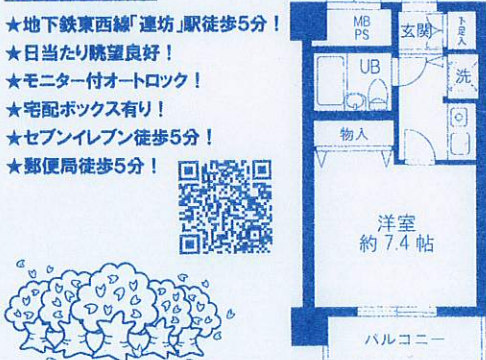 ★地下鉄東西線「連坊」駅徒歩5分！
★日当たり眺望良好！
★モニター付オートロック！
★宅配ボックス有り！
★セブンイレブン徒歩5分！
★郵便局徒歩5分！
MB
PS
玄関
下足入
UB
洗
物入
洋室
約7.4帖
バルコニー